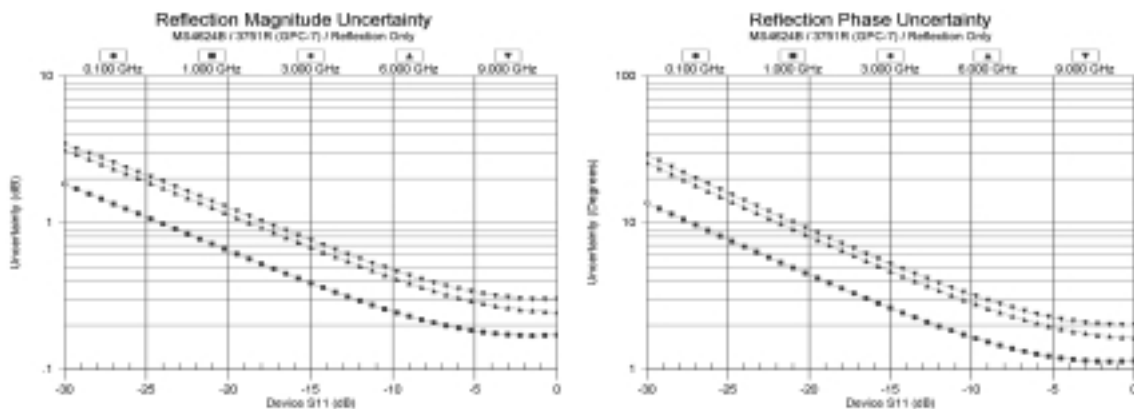 Reflection Magnitude Uncertainty
MS4624B / 3751R (GPC-7) / Reflection Only
0.100 GHz 1.000 GHz 3.000 GHz 6.000 GHz 9.000 GHz
10
1
.1
Uncertainty (dB)
-30 -25 -20 -15 -10 -5 0
Device S11 (dB)
Reflection Phase Uncertainty
MS4624B / 3751R (GPC-7) / Reflection Only
0.100 GHz 1.000 GHz 3.000 GHz 6.000 GHz 9.000 GHz
100
10
1
Uncertainty (Degrees)
-30 -25 -20 -15 -10 -5 0
Device S11 (dB)